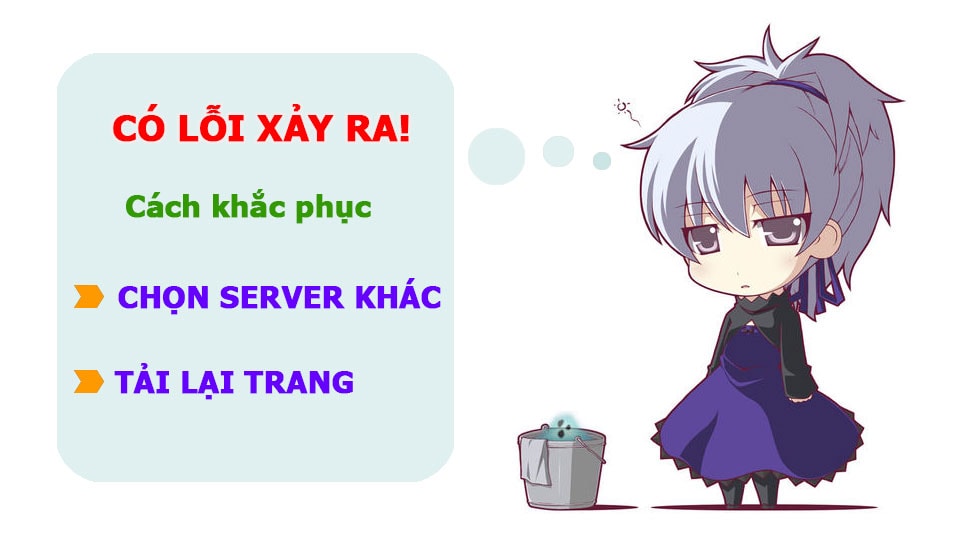 CÓ LỖI XẢY RA!
Cách khắc phục
CHỌN SERVER KHÁC
TẢI LẠI TRANG